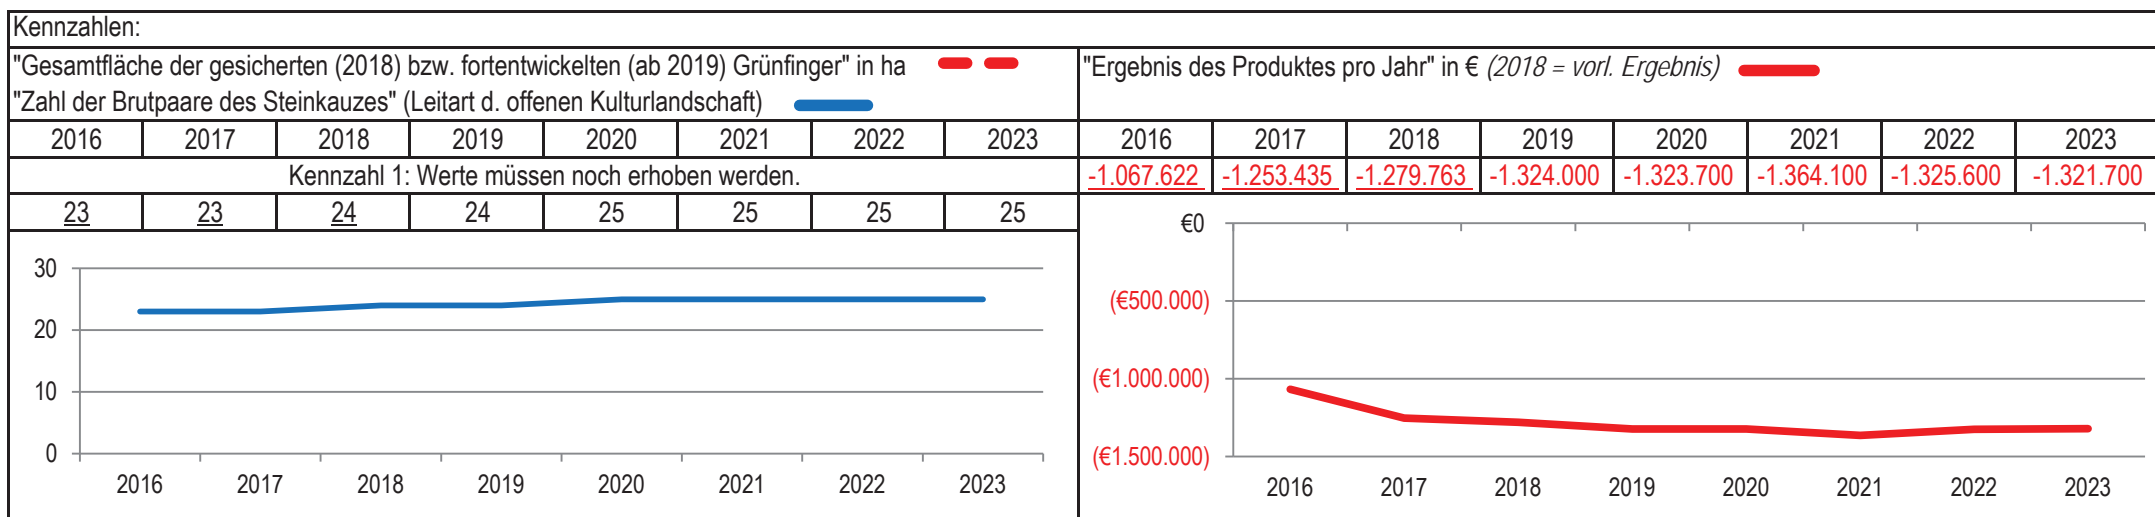 Kennzahlen:
"Gesamtfläche der gesicherten (2018) bzw. fortentwickelten (ab 2019) Grünfinger" in ha
"Zahl der Brutpaare des Steinkauzes" (Leitart d. offenen Kulturlandschaft)
2016 2017 2018 2019 2020 2021 2022 2023
Kennzahl 1: Werte müssen noch erhoben werden.
23 23 24 24 25 25 25 25
30
20
10
0
2016 2017 2018 2019 2020 2021 2022 2023
"Ergebnis des Produktes pro Jahr" in € (2018 = vorl. Ergebnis)
2016 2017 2018 2019 2020 2021 2022 2023
-1.067.622 -1.253.435 -1.279.763 -1.324.000 -1.323.700 -1.364.100 -1.325.600 -1.321.700
€0
(€500.000)
(€1.000.000)
(€1.500.000)
2016 2017 2018 2019 2020 2021 2022 2023